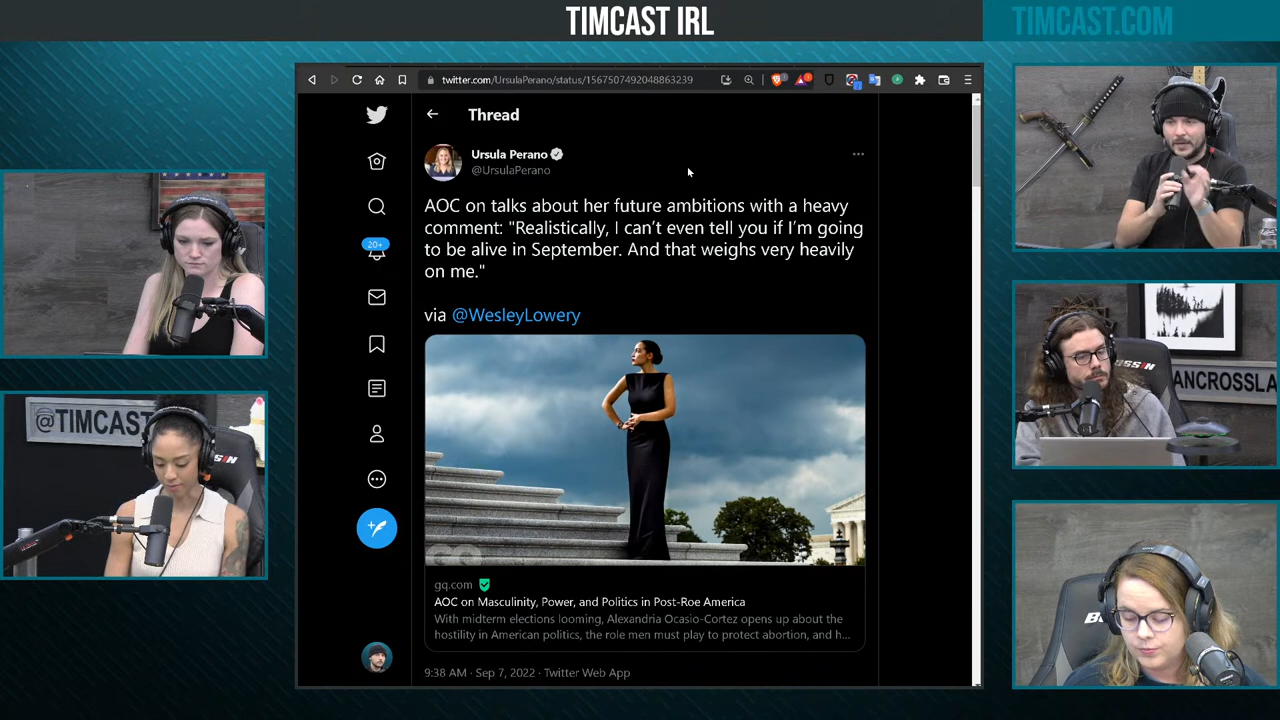 TIMCAST IRL
TIMCAST.COM
twitter.com/UrsulaPerano/status/1567507492048863239
Thread
Ursula Perano
@UrsulaPerano
AOC on talks about her future ambitions with a heavy
comment: "Realistically, I can't even tell you if I'm going
to be alive in September. And that weighs very heavily
on me."
via @WesleyLowery
20+
GQ
gq.com
AOC on Masculinity, Power, and Politics in Post-Roe America
With midterm elections looming, Alexandria Ocasio-Cortez opens up about the
hostility in American politics, the role men must play to protect abortion, and h...
9:38 AM · Sep 7, 2022 · Twitter Web App
@TIMCAST
SSIN
ANCROSSLA